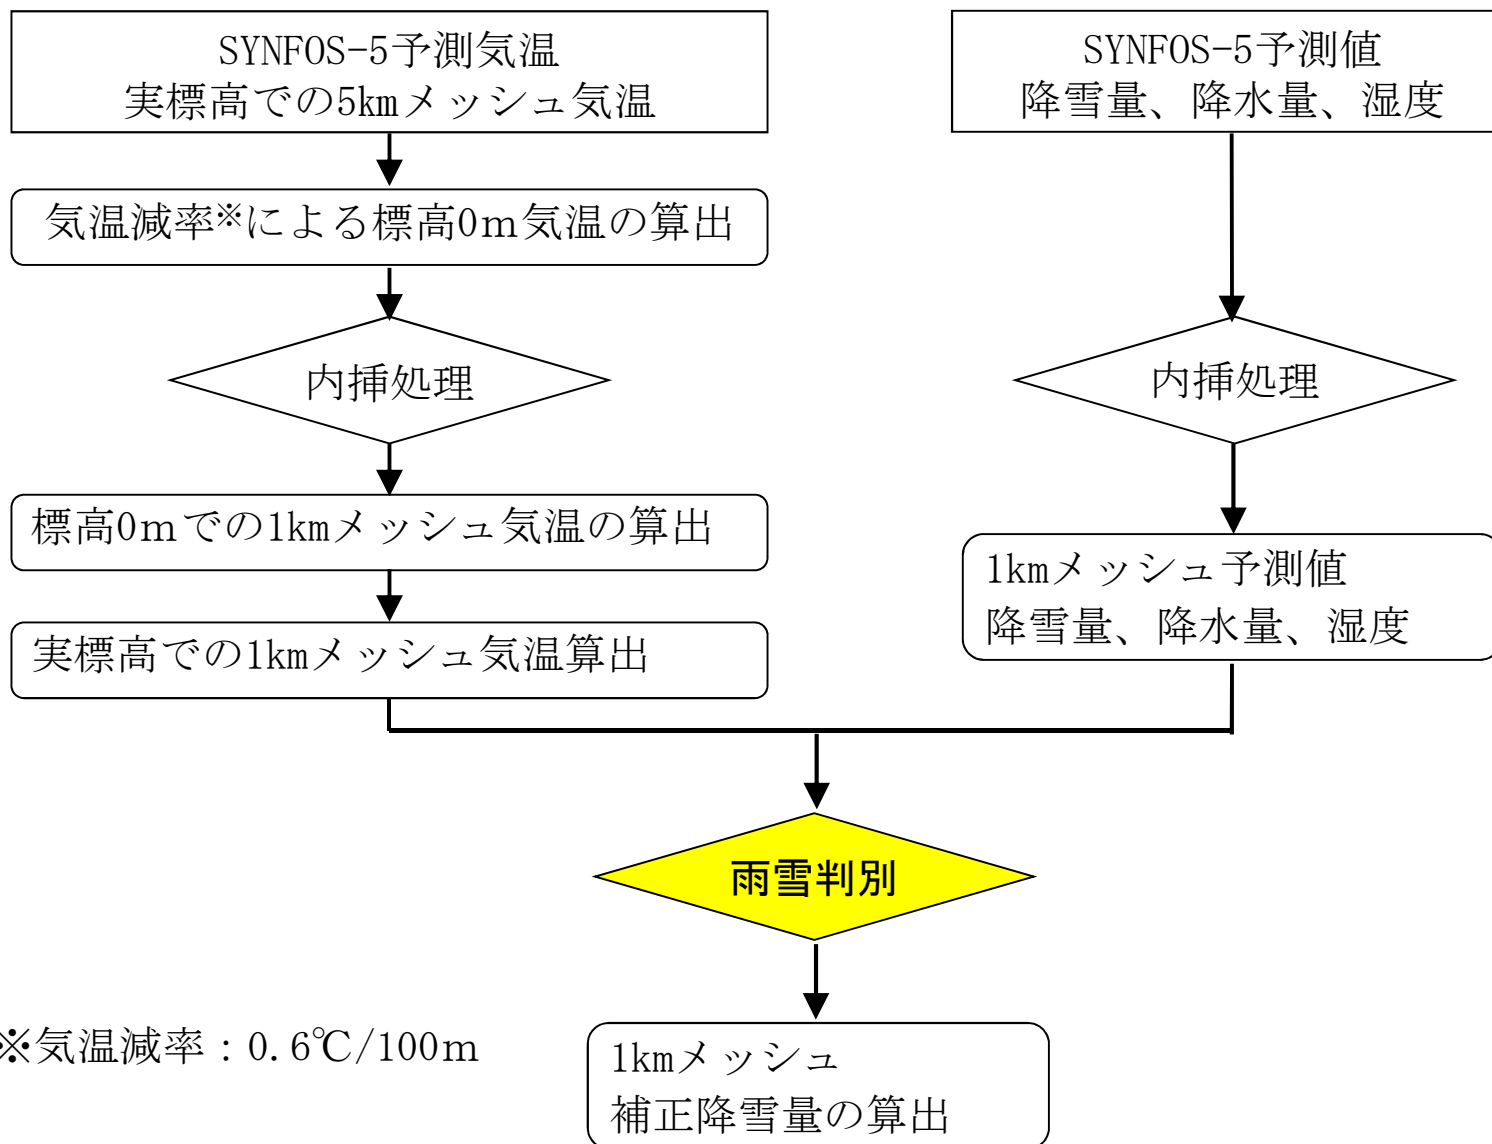 SYNFOS-5予測気温
実標高での5kmメッシュ気温
気温減率※による標高0ｍ気温の算出
内挿処理
標高0ｍでの1kmメッシュ気温の算出
実標高での1kmメッシュ気温算出
SYNFOS-5予測値
降雪量、降水量、湿度
内挿処理
1kmメッシュ予測値
降雪量、降水量、湿度
雨雪判別
1kmメッシュ
補正降雪量の算出
※気温減率：0.6℃/100ｍ